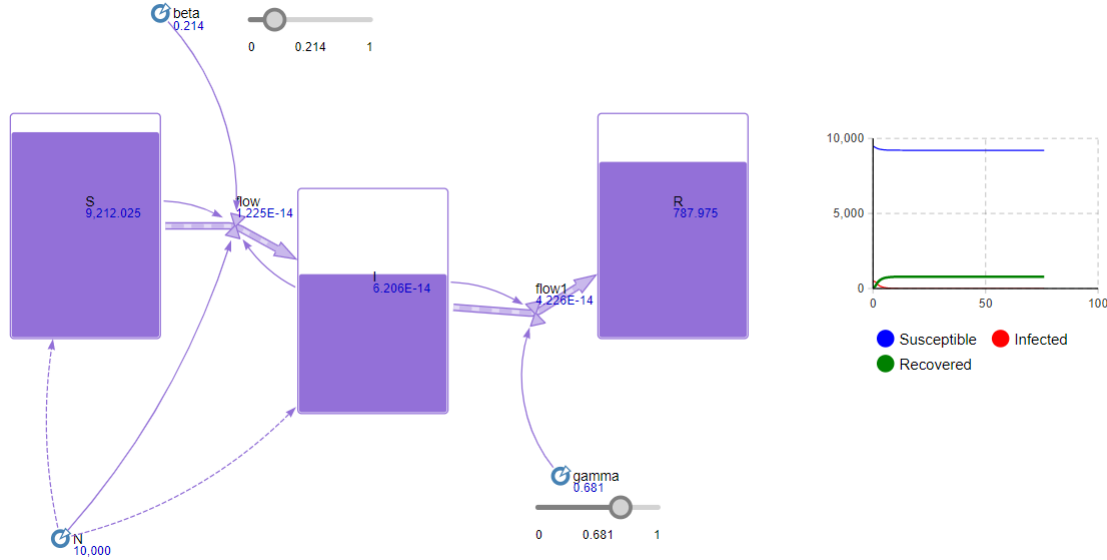 beta
0.214
0 0.214 1
S
9,212.025
flow
1.225E-14
I
6.206E-14
flow1
4.226E-14
R
787.975
gamma
0.681
0 0.681 1
N
10,000
10,000
5,000
0
0 50 100
Susceptible Infected
Recovered